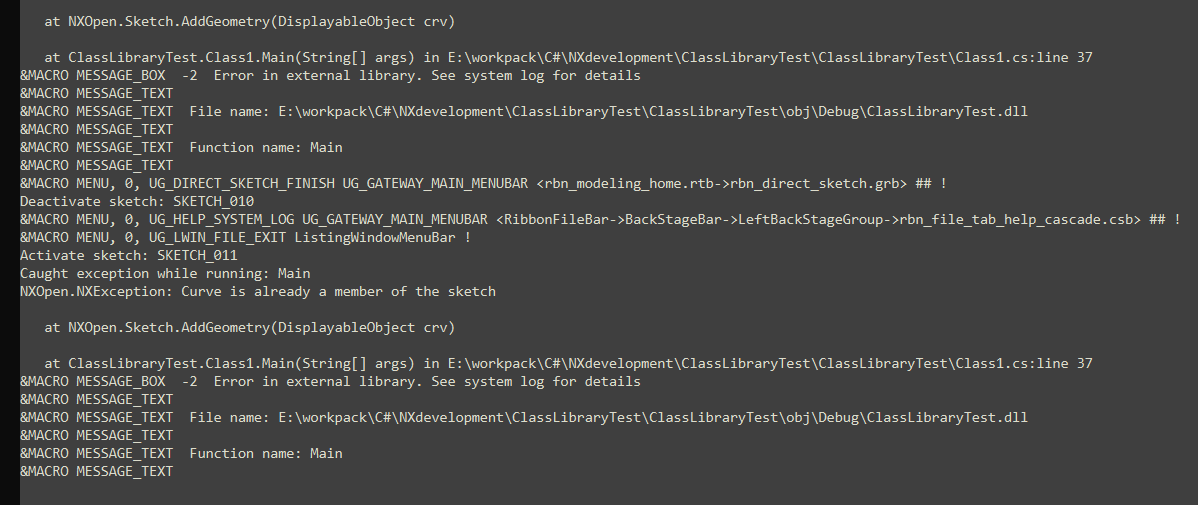 at NXOpen.Sketch.AddGeometry(DisplayableObject crv)
at ClassLibraryTest.Class1.Main(String[] args) in E:\workpack\C#\NXdevelopment\ClassLibraryTest\ClassLibraryTest\Class1.cs:line 37
&MACRO MESSAGE_BOX  -2  Error in external library. See system log for details
&MACRO MESSAGE_TEXT
&MACRO MESSAGE_TEXT  File name: E:\workpack\C#\NXdevelopment\ClassLibraryTest\ClassLibraryTest\obj\Debug\ClassLibraryTest.dll
&MACRO MESSAGE_TEXT
&MACRO MESSAGE_TEXT  Function name: Main
&MACRO MESSAGE_TEXT
&MACRO MENU, 0, UG_DIRECT_SKETCH_FINISH UG_GATEWAY_MAIN_MENUBAR <rbn_modeling_home.rtb->rbn_direct_sketch.grb> ## !
Deactivate sketch: SKETCH_010
&MACRO MENU, 0, UG_HELP_SYSTEM_LOG UG_GATEWAY_MAIN_MENUBAR <RibbonFileBar->BackStageBar->LeftBackStageGroup->rbn_file_tab_help_cascade.csb> ## !
&MACRO MENU, 0, UG_LWIN_FILE_EXIT ListingWindowMenuBar !
Activate sketch: SKETCH_011
Caught exception while running: Main
NXOpen.NXException: Curve is already a member of the sketch
at NXOpen.Sketch.AddGeometry(DisplayableObject crv)
at ClassLibraryTest.Class1.Main(String[] args) in E:\workpack\C#\NXdevelopment\ClassLibraryTest\ClassLibraryTest\Class1.cs:line 37
&MACRO MESSAGE_BOX  -2  Error in external library. See system log for details
&MACRO MESSAGE_TEXT
&MACRO MESSAGE_TEXT  File name: E:\workpack\C#\NXdevelopment\ClassLibraryTest\ClassLibraryTest\obj\Debug\ClassLibraryTest.dll
&MACRO MESSAGE_TEXT
&MACRO MESSAGE_TEXT  Function name: Main
&MACRO MESSAGE_TEXT